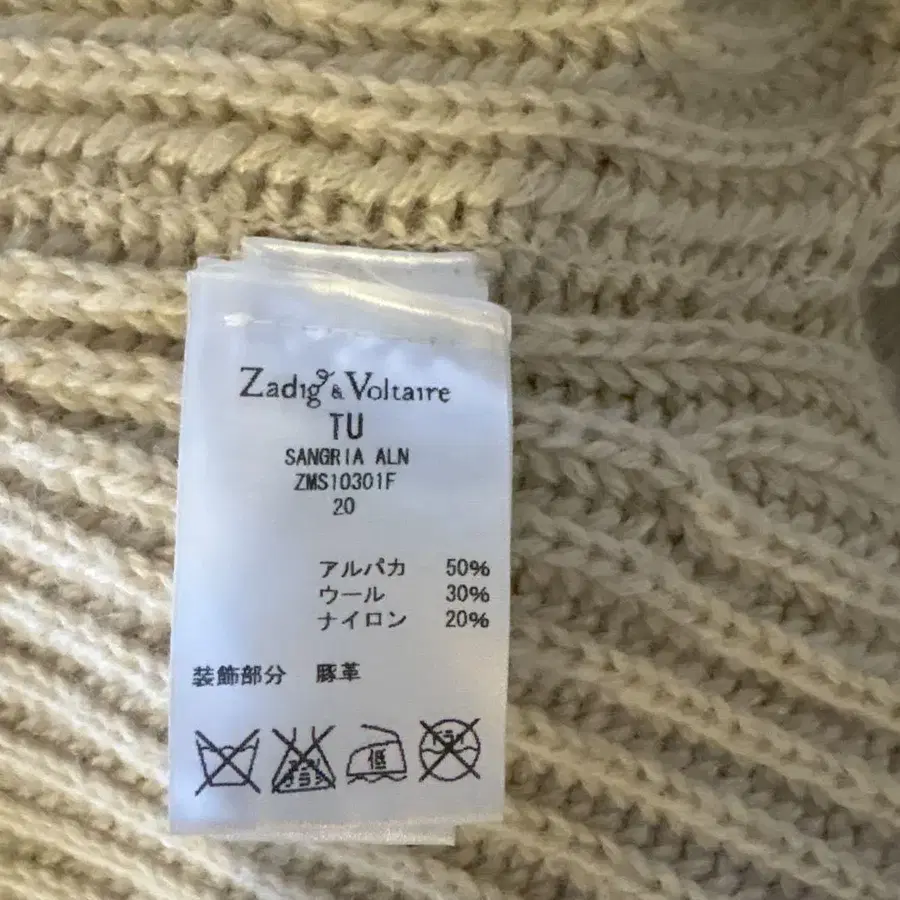 Zadig & Voltaire
TU
SANGRIA ALN
ZMS10301F
20
アルパカ 50%
ウール 30%
ナイロン 20%
装飾部分 豚革
低